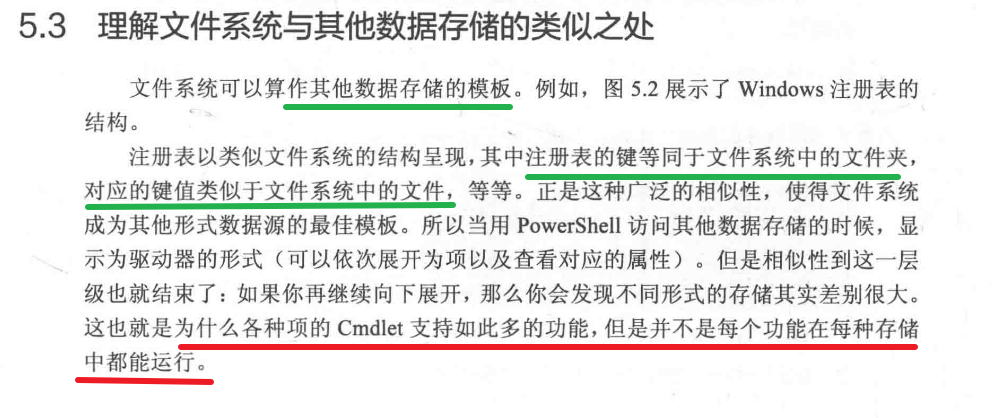 5.3 理解文件系统与其他数据存储的类似之处
文件系统可以算作其他数据存储的模板。例如，图 5.2 展示了 Windows 注册表的
结构。
注册表以类似文件系统的结构呈现，其中注册表的键等同于文件系统中的文件夹，
对应的键值类似于文件系统中的文件，等等。正是这种广泛的相似性，使得文件系统
成为其他形式数据源的最佳模板。所以当用 PowerShell 访问其他数据存储的时候，显
示为驱动器的形式（可以依次展开为项以及查看对应的属性）。但是相似性到这一层
级也就结束了：如果你再继续向下展开，那么你会发现不同形式的存储其实差别很大。
这也就是为什么各种项的 Cmdlet 支持如此多的功能，但是并不是每个功能在每种存储
中都能运行。